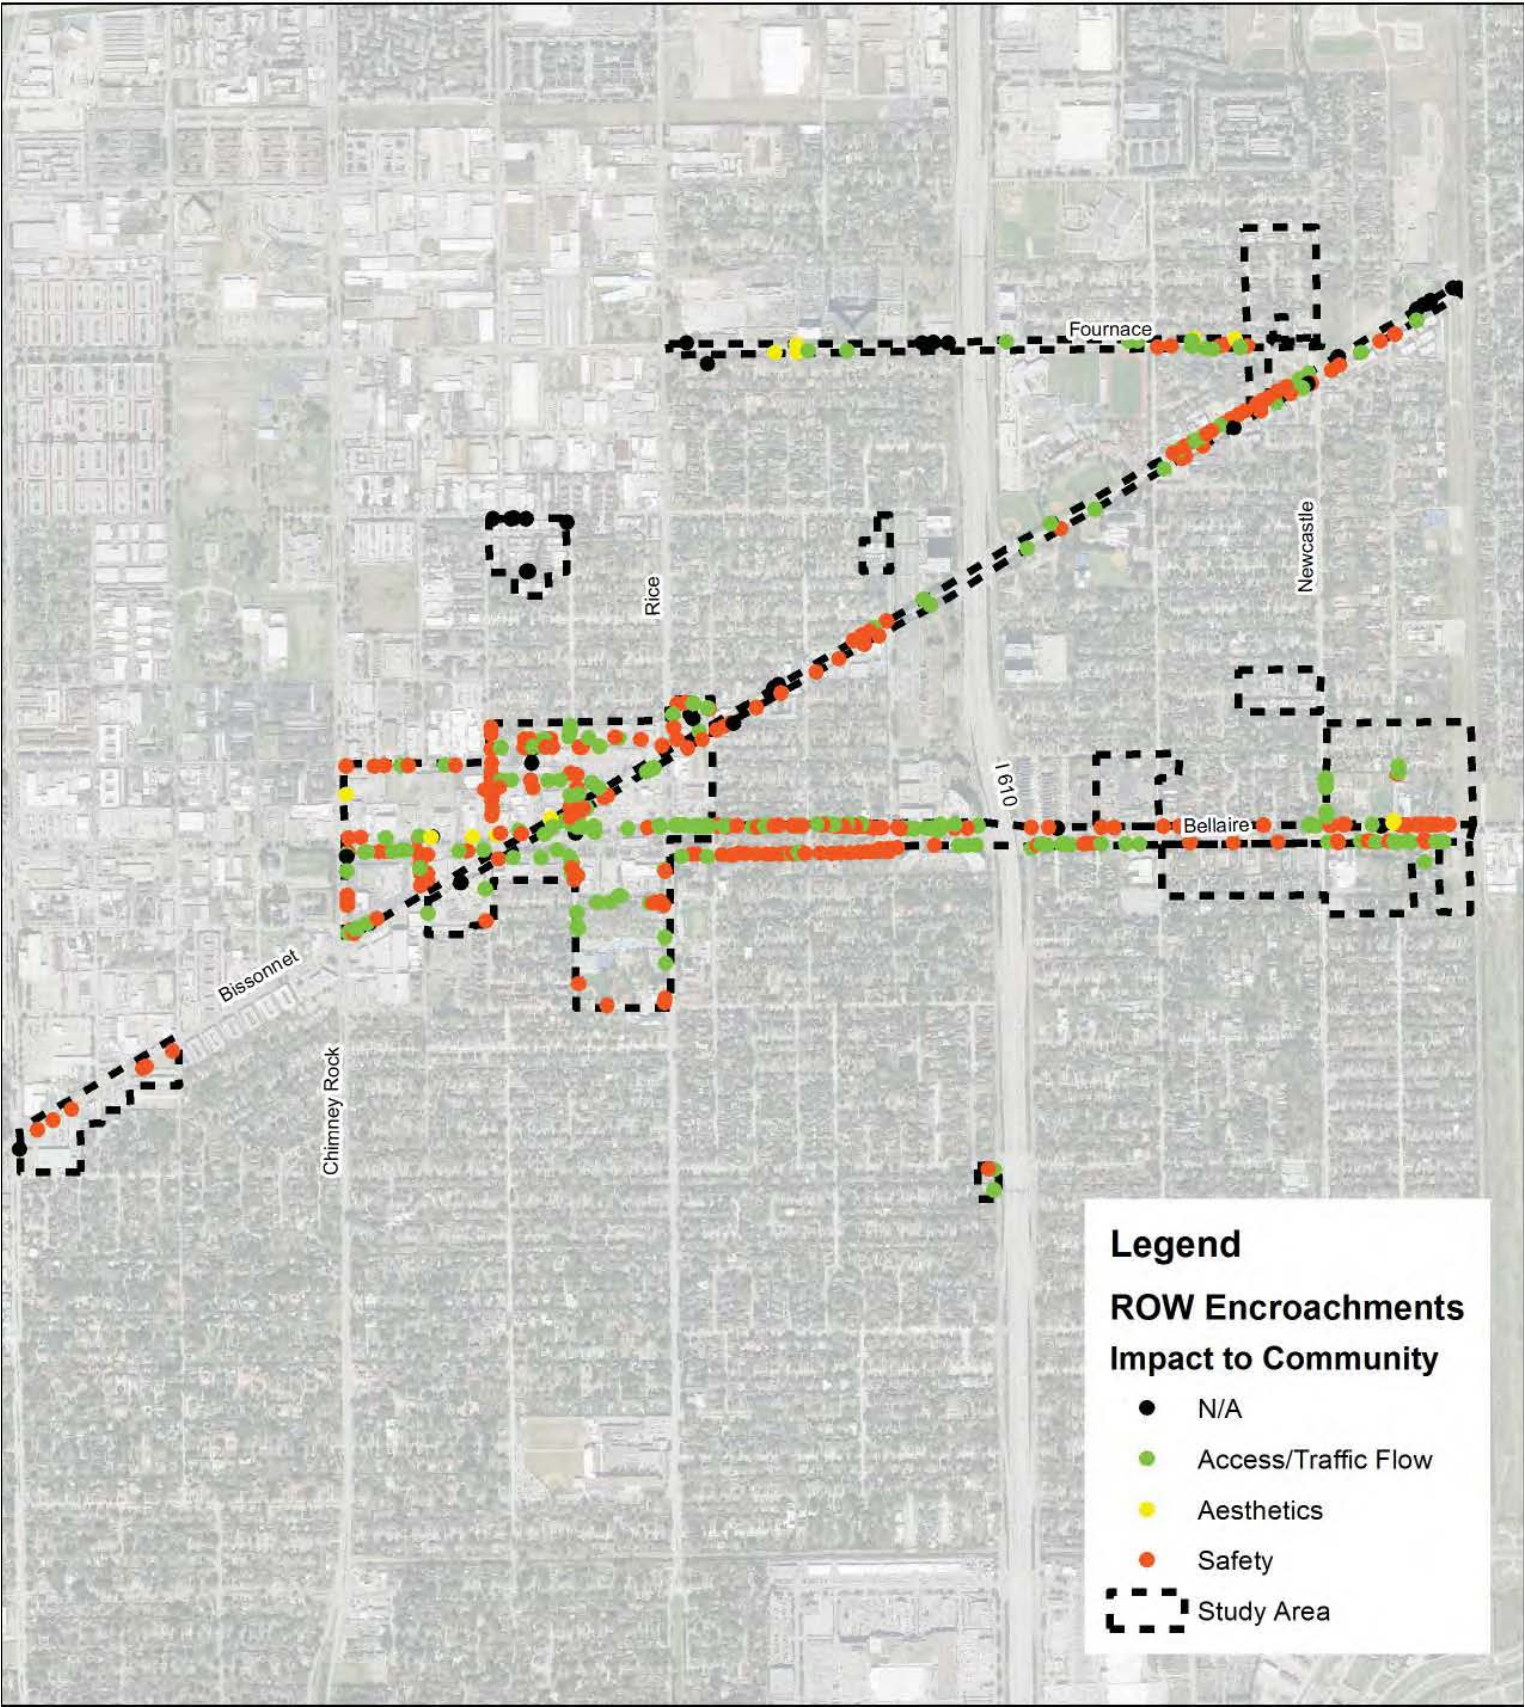 Fournace
Newcastle
Rice
I 610
Bellaire
Bissonnet
Chimney Rock
Legend
ROW Encroachments
Impact to Community
N/A
Access/Traffic Flow
Aesthetics
Safety
Study Area